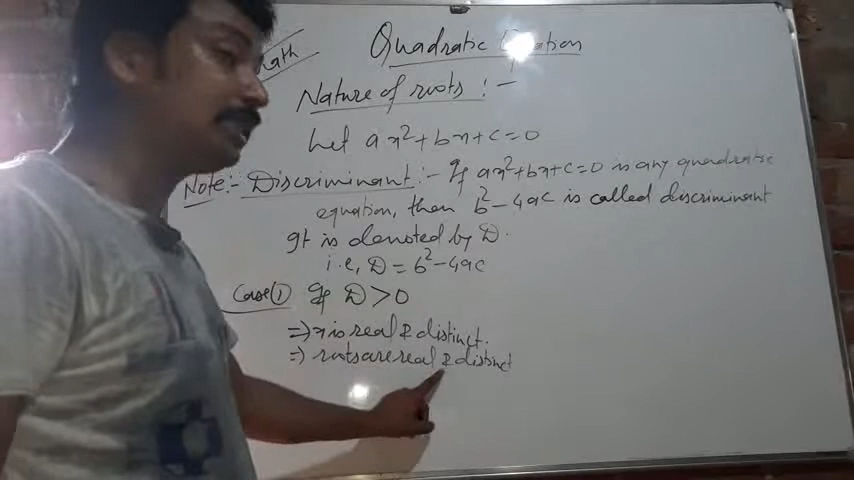 math
Quadratic Equation
Nature of roots :-
Let ax²+bx+c=0
Note:- Discriminant:- If ax²+bx+c=0 is any quadratic
equation, then b²-4ac is called discriminant
It is denoted by D.
i.e, D=b²-4ac
Case(1) If D>0
=> x is real & distinct.
=> roots are real & distinct